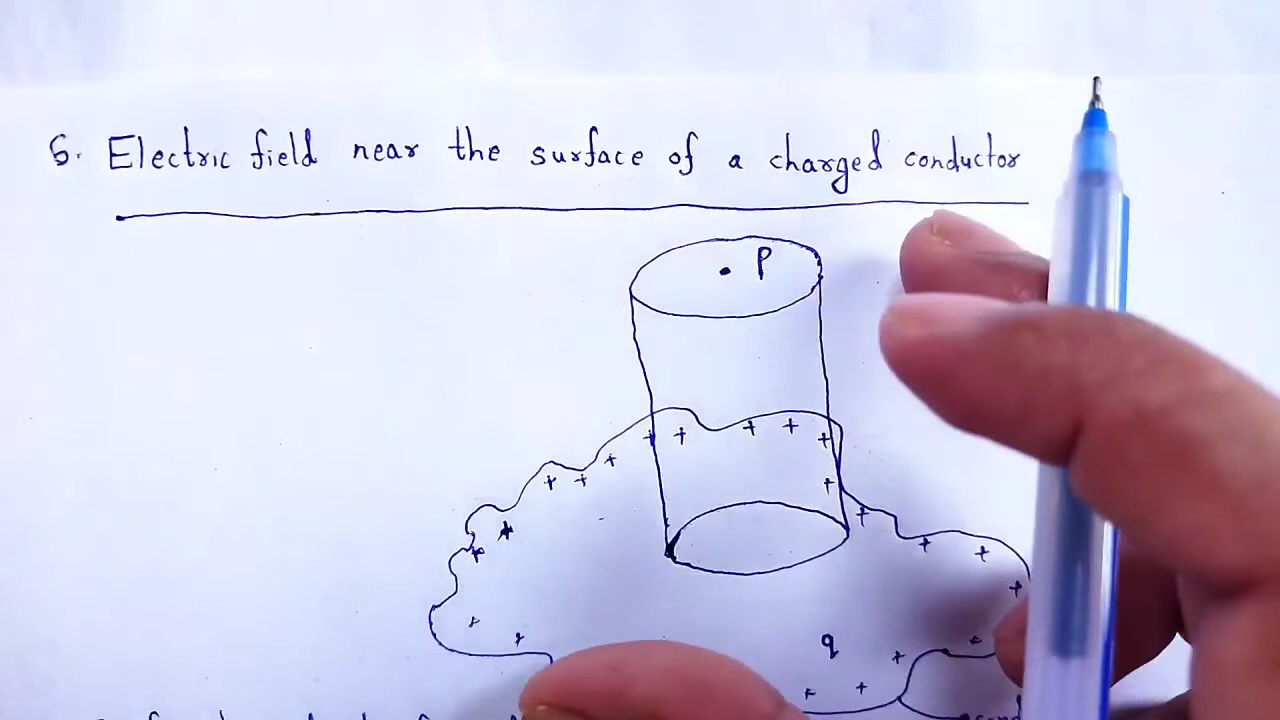 6. Electric field near the surface of a charged conductor
P
q